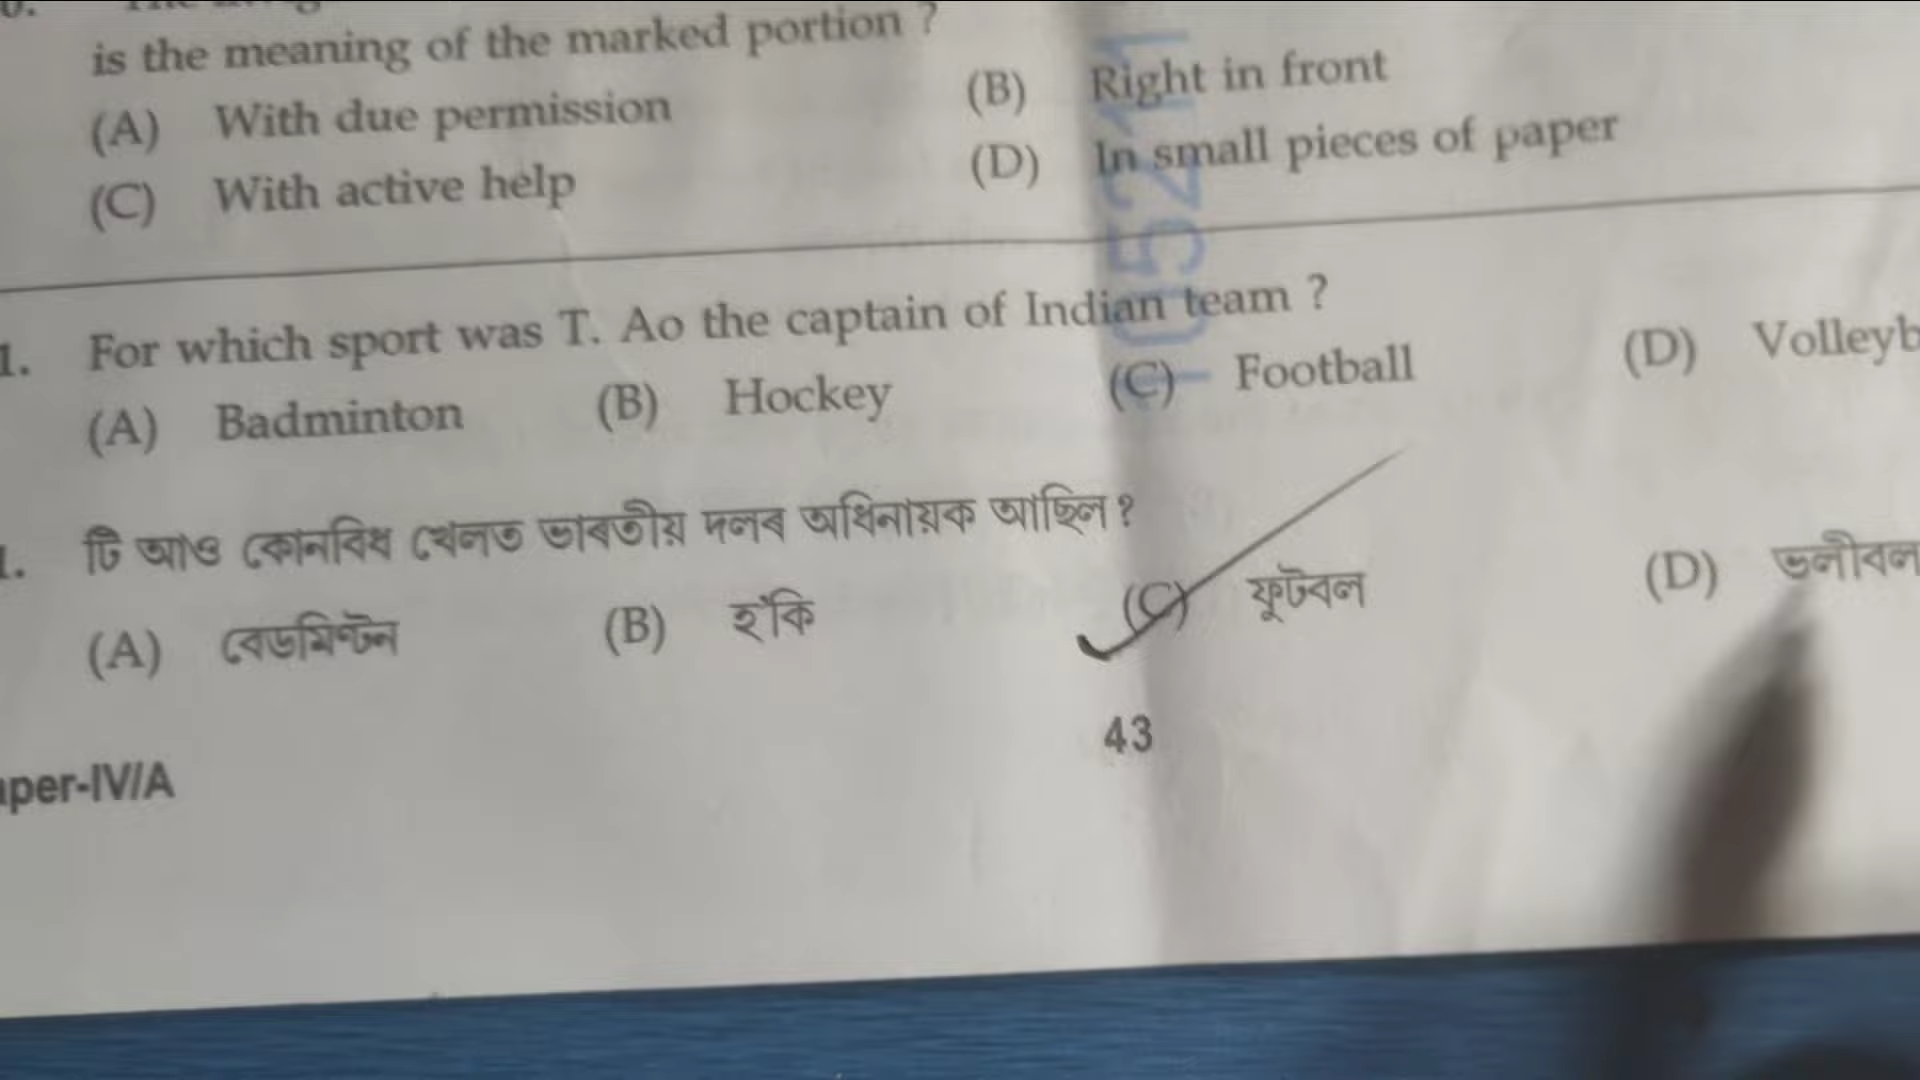 is the meaning of the marked portion ?
(A) With due permission (B) Right in front
(C) With active help (D) In small pieces of paper
1. For which sport was T. Ao the captain of Indian team ?
(A) Badminton (B) Hockey (C) Football (D) Volleyb
1. টি আও কোনবিধ খেলত ভাৰতীয় দলৰ অধিনায়ক আছিল ?
(A) বেডমিণ্টন (B) হ'কি (C) ফুটবল (D) ভলীবল
43
aper-IV/A